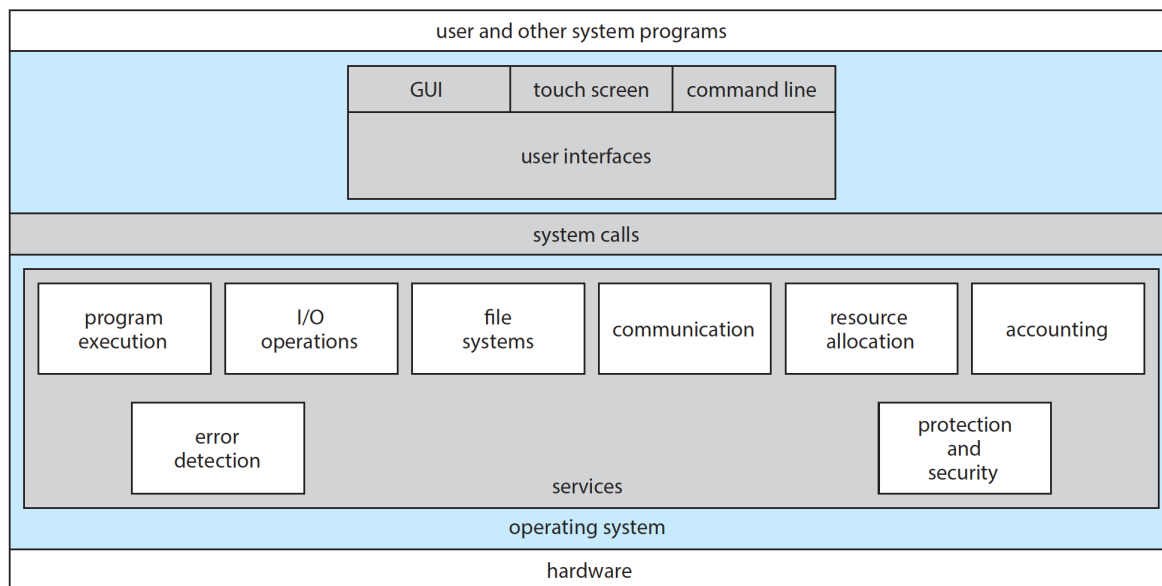 user and other system programs
GUI
touch screen
command line
user interfaces
system calls
program
execution
I/O
operations
file
systems
communication
resource
allocation
accounting
error
detection
protection
and
security
services
operating system
hardware